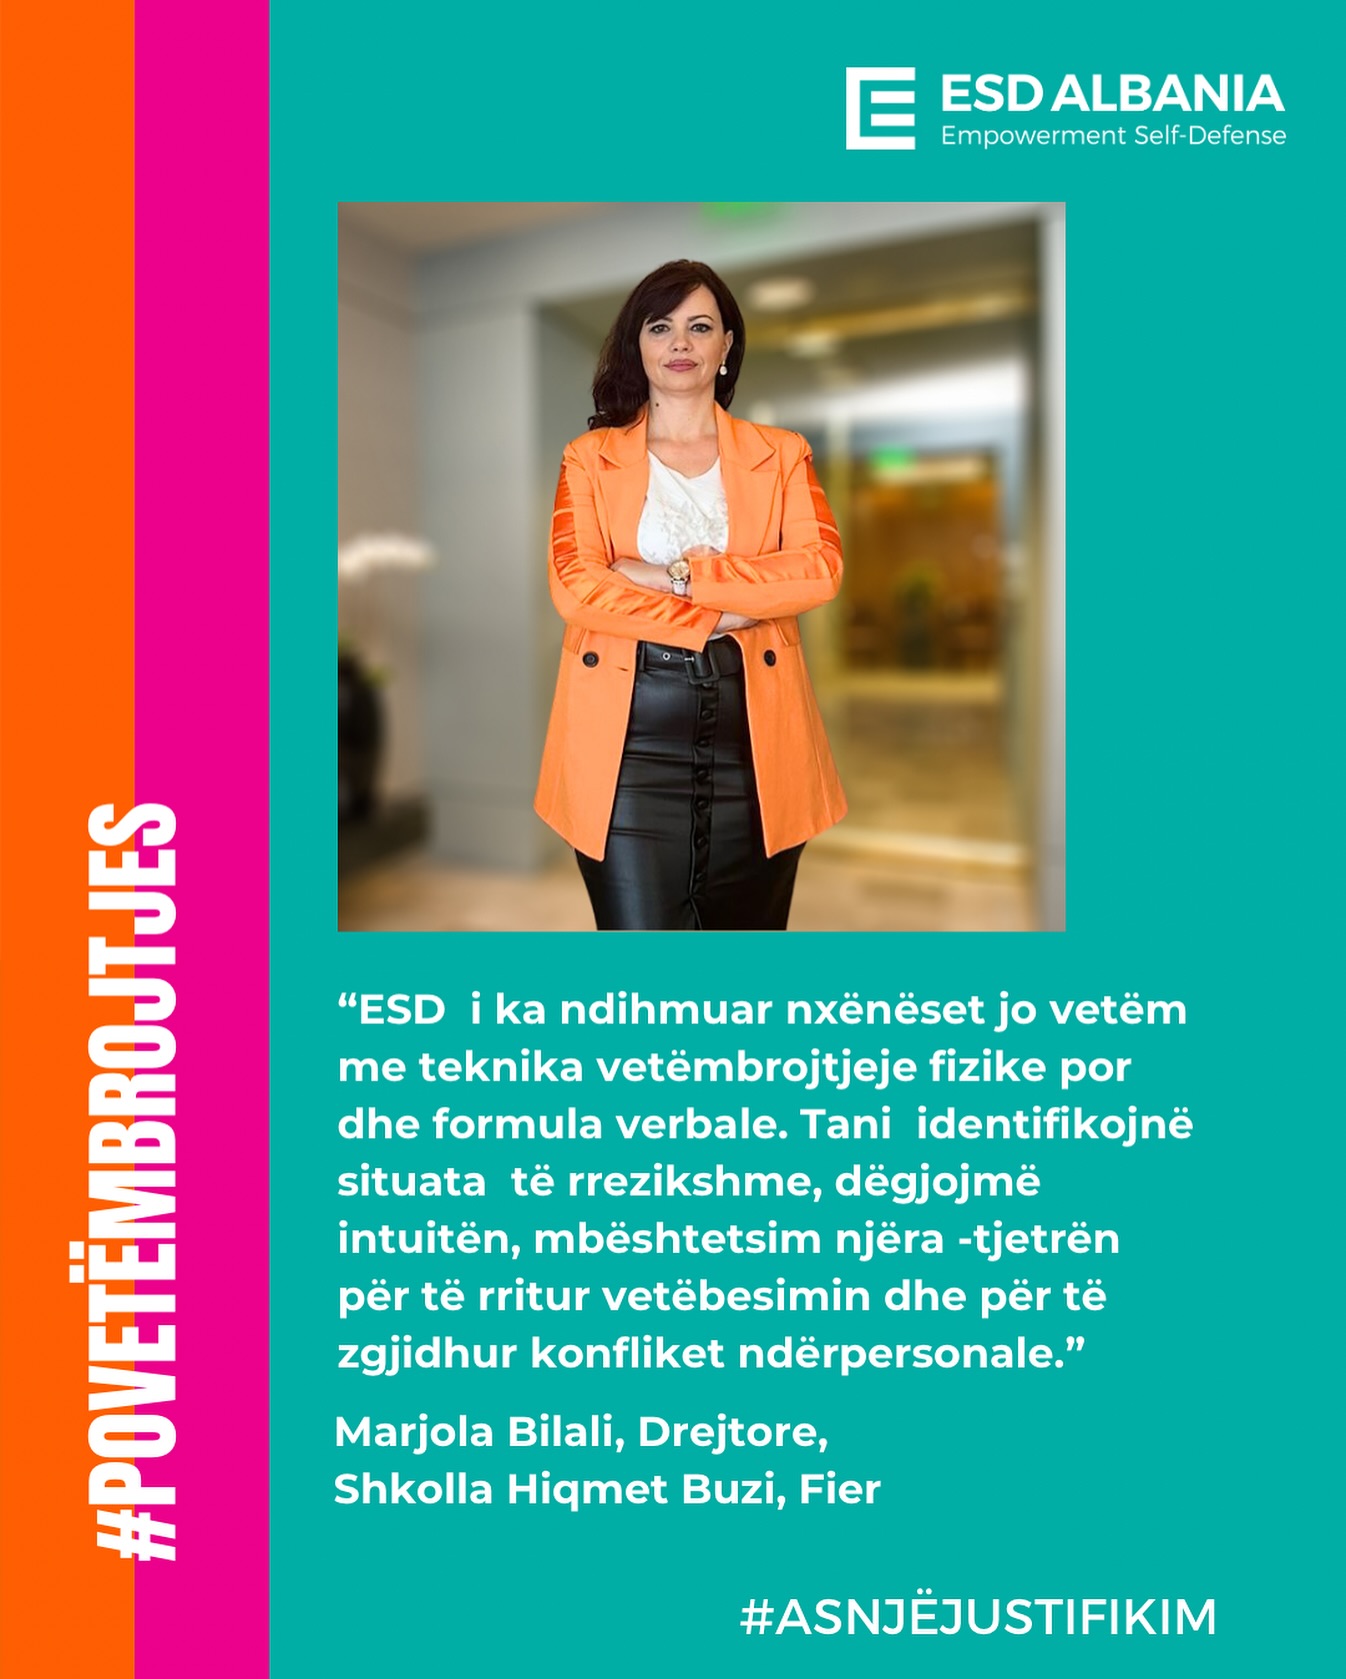 ESD ALBANIA
Empowerment Self-Defense
“ESD  i ka ndihmuar nxënëset jo vetëm
me teknika vetëmbrojtjeje fizike por
dhe formula verbale. Tani  identifikojnë
situata  të rrezikshme, dëgjojmë
intuitën, mbështetsim njëra -tjetrën
për të rritur vetëbesimin dhe për të
zgjidhur konfliket ndërpersonale.”
Marjola Bilali, Drejtore,
Shkolla Hiqmet Buzi, Fier
#POVETËMBROJTJES
#ASNJËJUSTIFIKIM